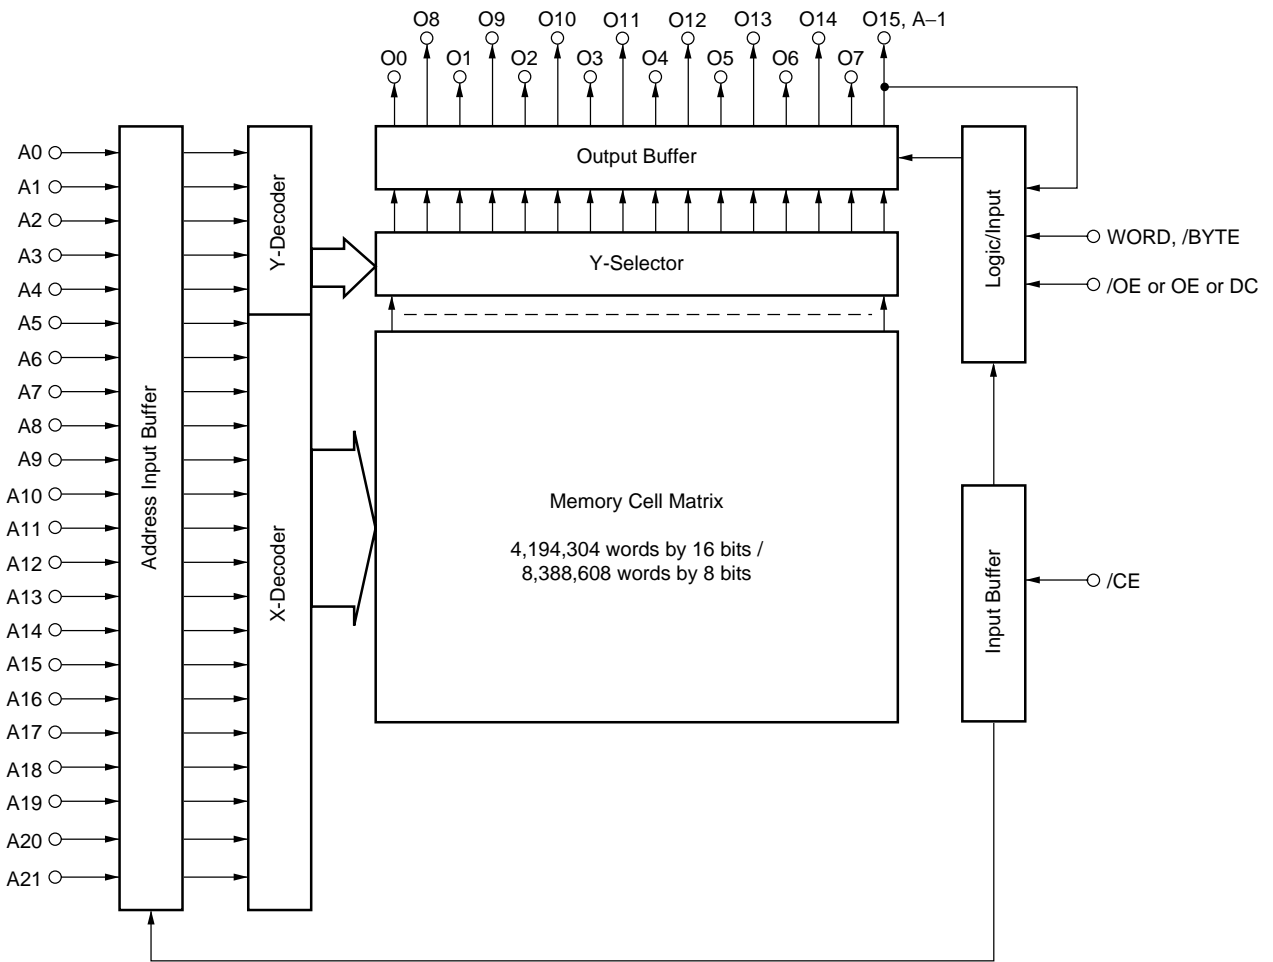 O8 O9 O10 O11 O12 O13 O14 O15, A−1
O0 O1 O2 O3 O4 O5 O6 O7
A0
A1
A2
A3
A4
A5
A6
A7
A8
A9
A10
A11
A12
A13
A14
A15
A16
A17
A18
A19
A20
A21
Address Input Buffer
Y-Decoder
X-Decoder
Output Buffer
Y-Selector
Memory Cell Matrix
4,194,304 words by 16 bits /
8,388,608 words by 8 bits
Logic/Input
WORD, /BYTE
/OE or OE or DC
Input Buffer
/CE